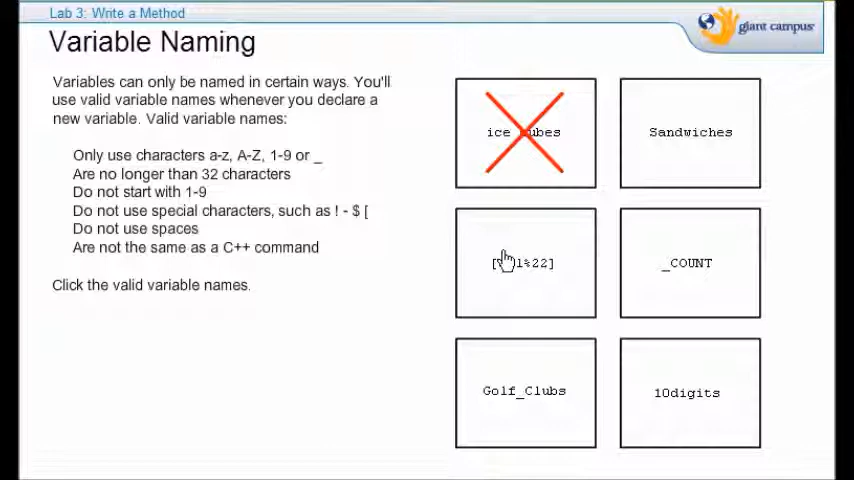 Lab 3: Write a Method
giant campus
Variable Naming
Variables can only be named in certain ways. You'll
use valid variable names whenever you declare a
new variable. Valid variable names:
Only use characters a-z, A-Z, 1-9 or _
Are no longer than 32 characters
Do not start with 1-9
Do not use special characters, such as ! - $ [
Do not use spaces
Are not the same as a C++ command
Click the valid variable names.
ice
Sandwiches
_COUNT
Golf_Clubs
10digits